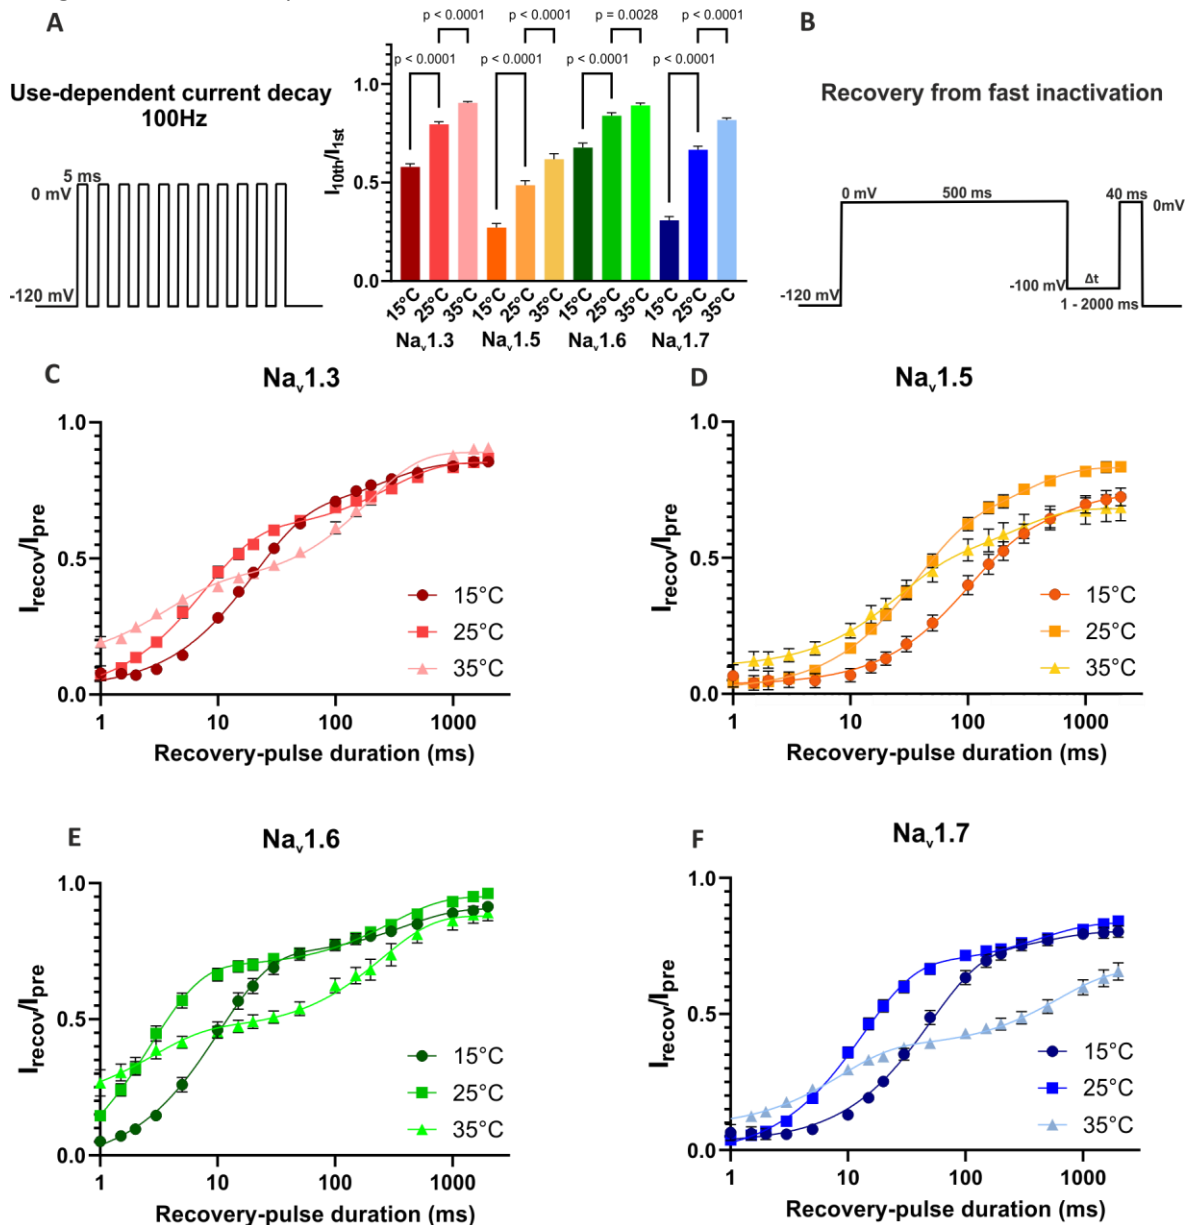 A
Use-dependent current decay
100Hz
5 ms
0 mV
-120 mV
p < 0.0001 p < 0.0001 p = 0.0028 p < 0.0001
p < 0.0001 p < 0.0001 p < 0.0001 p < 0.0001
I10th/I1st
1.0
0.5
0.0
15°C 25°C 35°C 15°C 25°C 35°C 15°C 25°C 35°C 15°C 25°C 35°C
Nav1.3 Nav1.5 Nav1.6 Nav1.7
B
Recovery from fast inactivation
0 mV 500 ms 40 ms 0mV
-100 mV Δt
-120 mV 1 - 2000 ms
C
Nav1.3
Irecov/Ipre
1.0
0.5
0.0
15°C
25°C
35°C
1 10 100 1000
Recovery-pulse duration (ms)
D
Nav1.5
Irecov/Ipre
1.0
0.5
0.0
15°C
25°C
35°C
1 10 100 1000
Recovery-pulse duration (ms)
E
Nav1.6
Irecov/Ipre
1.0
0.5
0.0
15°C
25°C
35°C
1 10 100 1000
Recovery-pulse duration (ms)
F
Nav1.7
Irecov/Ipre
1.0
0.5
0.0
15°C
25°C
35°C
1 10 100 1000
Recovery-pulse duration (ms)